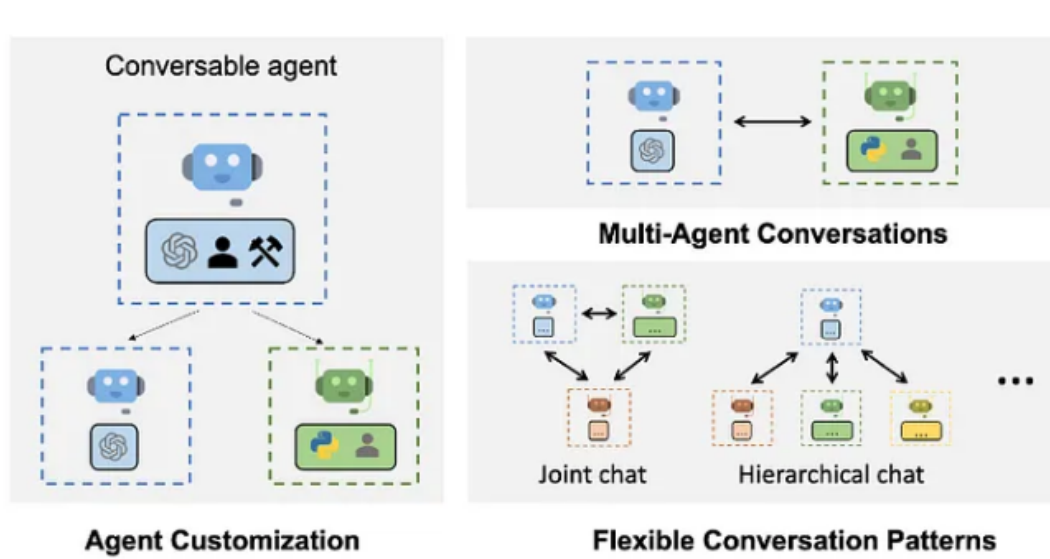 Conversable agent
Agent Customization
Multi-Agent Conversations
Joint chat
Hierarchical chat
...
Flexible Conversation Patterns